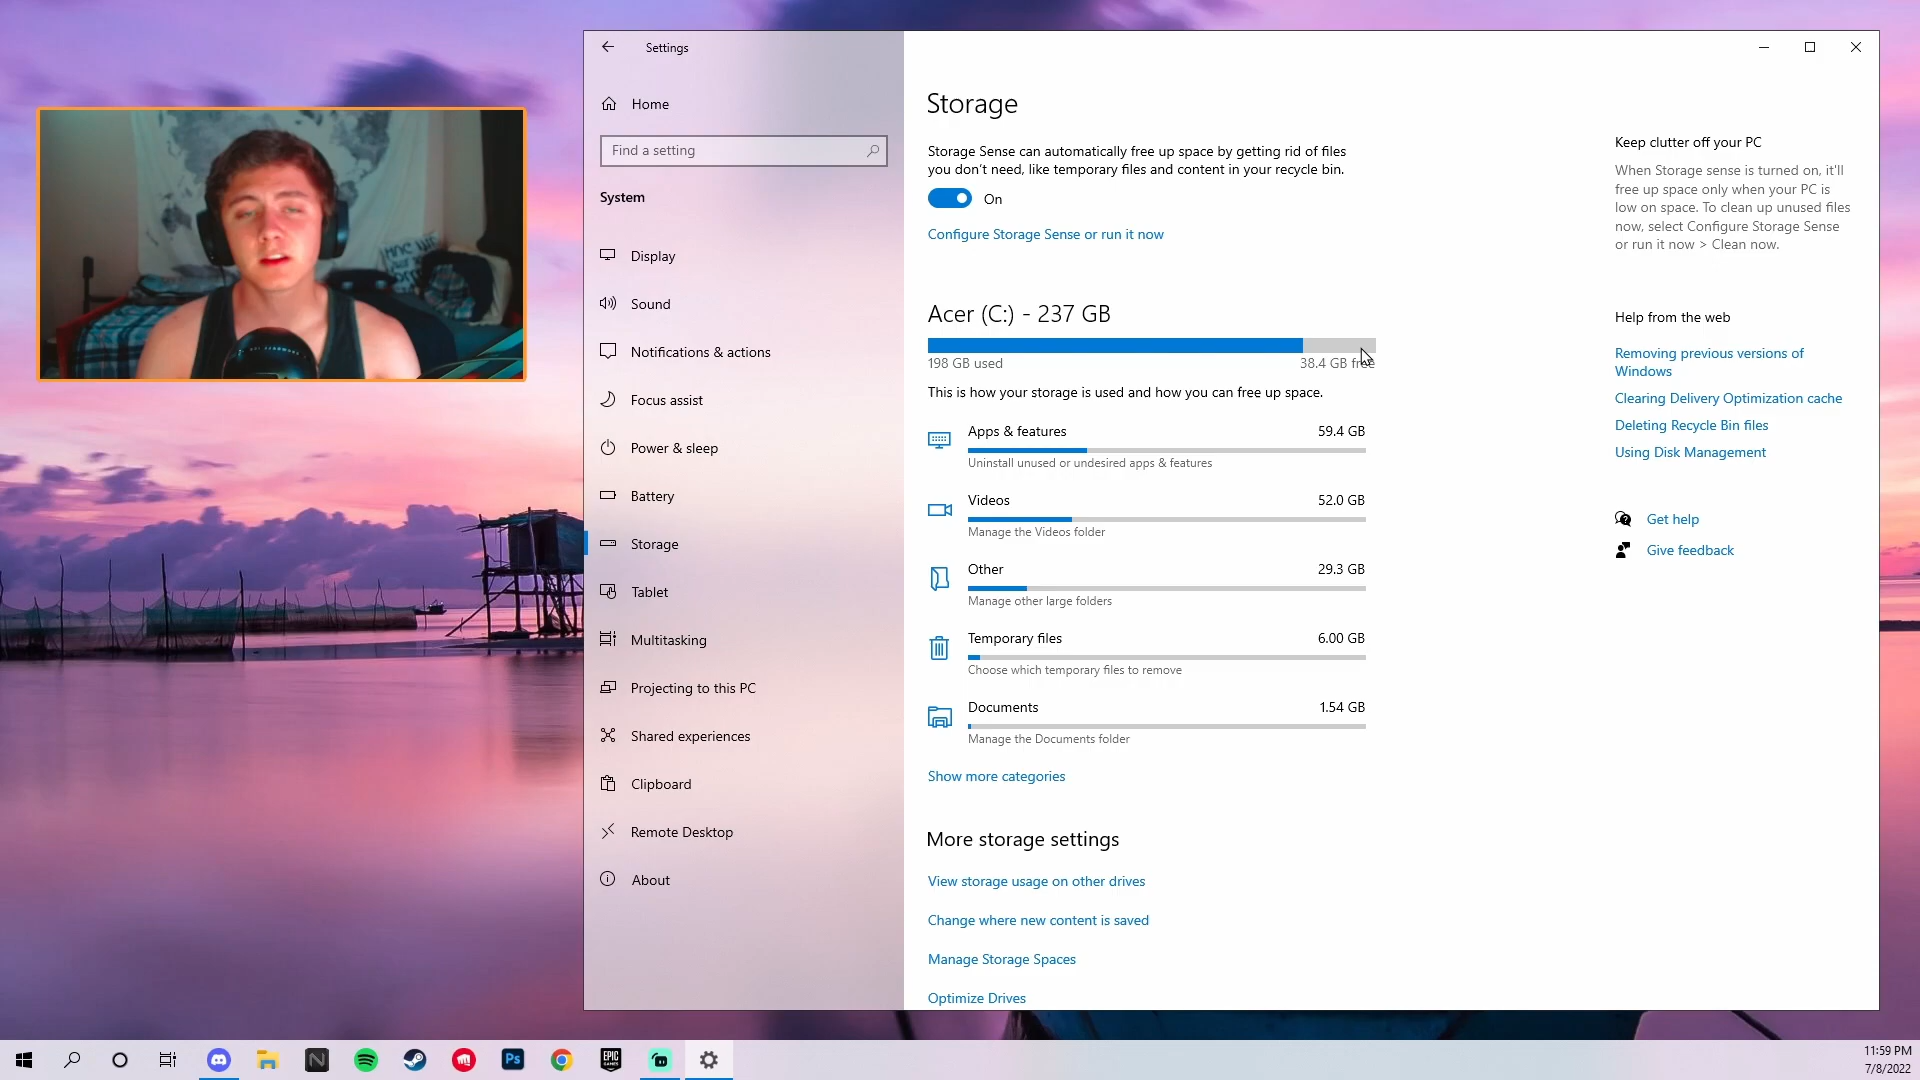 Settings
Home
Find a setting
System
Display
Sound
Notifications & actions
Focus assist
Power & sleep
Battery
Storage
Tablet
Multitasking
Projecting to this PC
Shared experiences
Clipboard
Remote Desktop
About
Storage
Storage Sense can automatically free up space by getting rid of files
you don't need, like temporary files and content in your recycle bin.
On
Configure Storage Sense or run it now
Acer (C:) - 237 GB
198 GB used 38.4 GB free
This is how your storage is used and how you can free up space.
Apps & features 59.4 GB
Uninstall unused or undesired apps & features
Videos 52.0 GB
Manage the Videos folder
Other 29.3 GB
Manage other large folders
Temporary files 6.00 GB
Choose which temporary files to remove
Documents 1.54 GB
Manage the Documents folder
Show more categories
More storage settings
View storage usage on other drives
Change where new content is saved
Manage Storage Spaces
Optimize Drives
Keep clutter off your PC
When Storage sense is turned on, it'll
free up space only when your PC is
low on space. To clean up unused files
now, select Configure Storage Sense
or run it now > Clean now.
Help from the web
Removing previous versions of
Windows
Clearing Delivery Optimization cache
Deleting Recycle Bin files
Using Disk Management
Get help
Give feedback
N
Ps
EPIC
GAMES
11:59 PM
7/8/2022